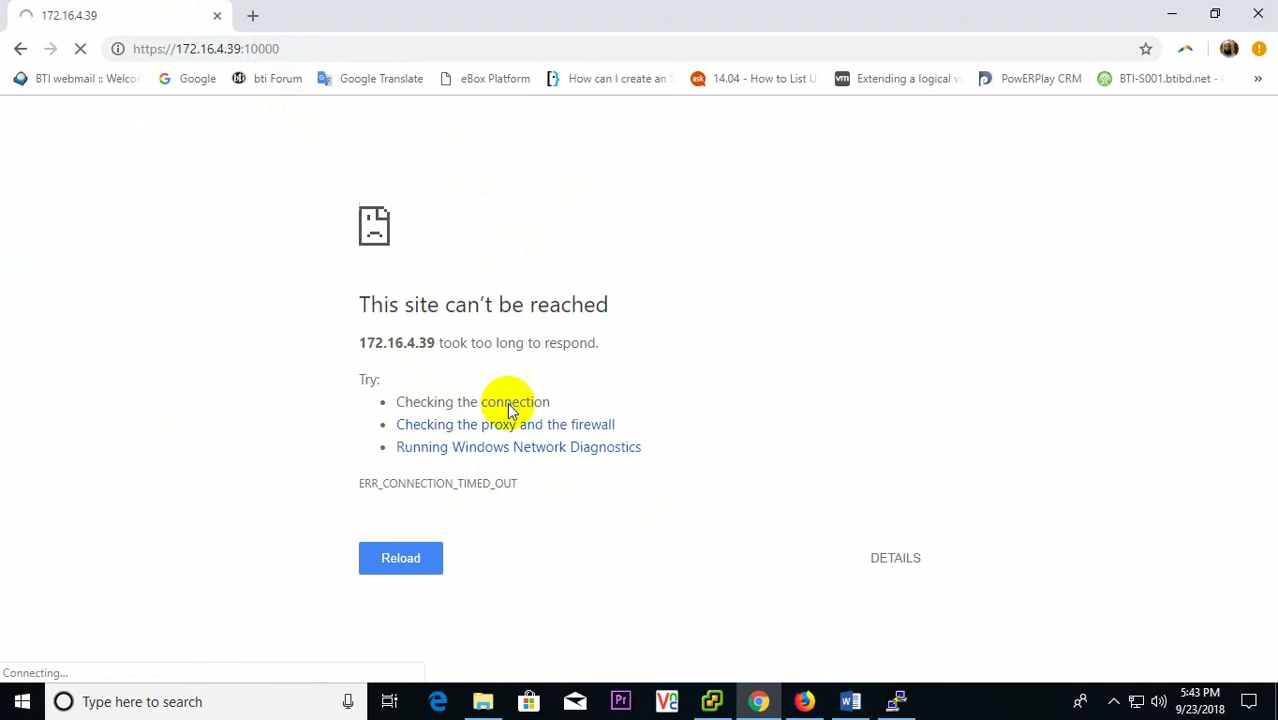 172.16.4.39
https://172.16.4.39:10000
BTI webmail :: Welcor Google bti Forum Google Translate eBox Platform How can I create an S 14.04 - How to List U Extending a logical v PowERPlay CRM BTI-S001.btibd.net - »
This site can't be reached
172.16.4.39 took too long to respond.
Try:
• Checking the connection
• Checking the proxy and the firewall
• Running Windows Network Diagnostics
ERR_CONNECTION_TIMED_OUT
Reload DETAILS
Connecting...
Type here to search
5:43 PM
9/23/2018